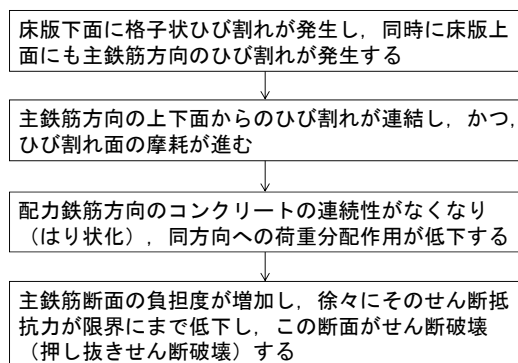 床版下面に格子状ひび割れが発生し，同時に床版上
面にも主鉄筋方向のひび割れが発生する
主鉄筋方向の上下面からのひび割れが連結し，かつ，
ひび割れ面の摩耗が進む
配力鉄筋方向のコンクリートの連続性がなくなり
（はり状化），同方向への荷重分配作用が低下する
主鉄筋断面の負担度が増加し，徐々にそのせん断抵
抗力が限界にまで低下し，この断面がせん断破壊
（押し抜きせん断破壊）する